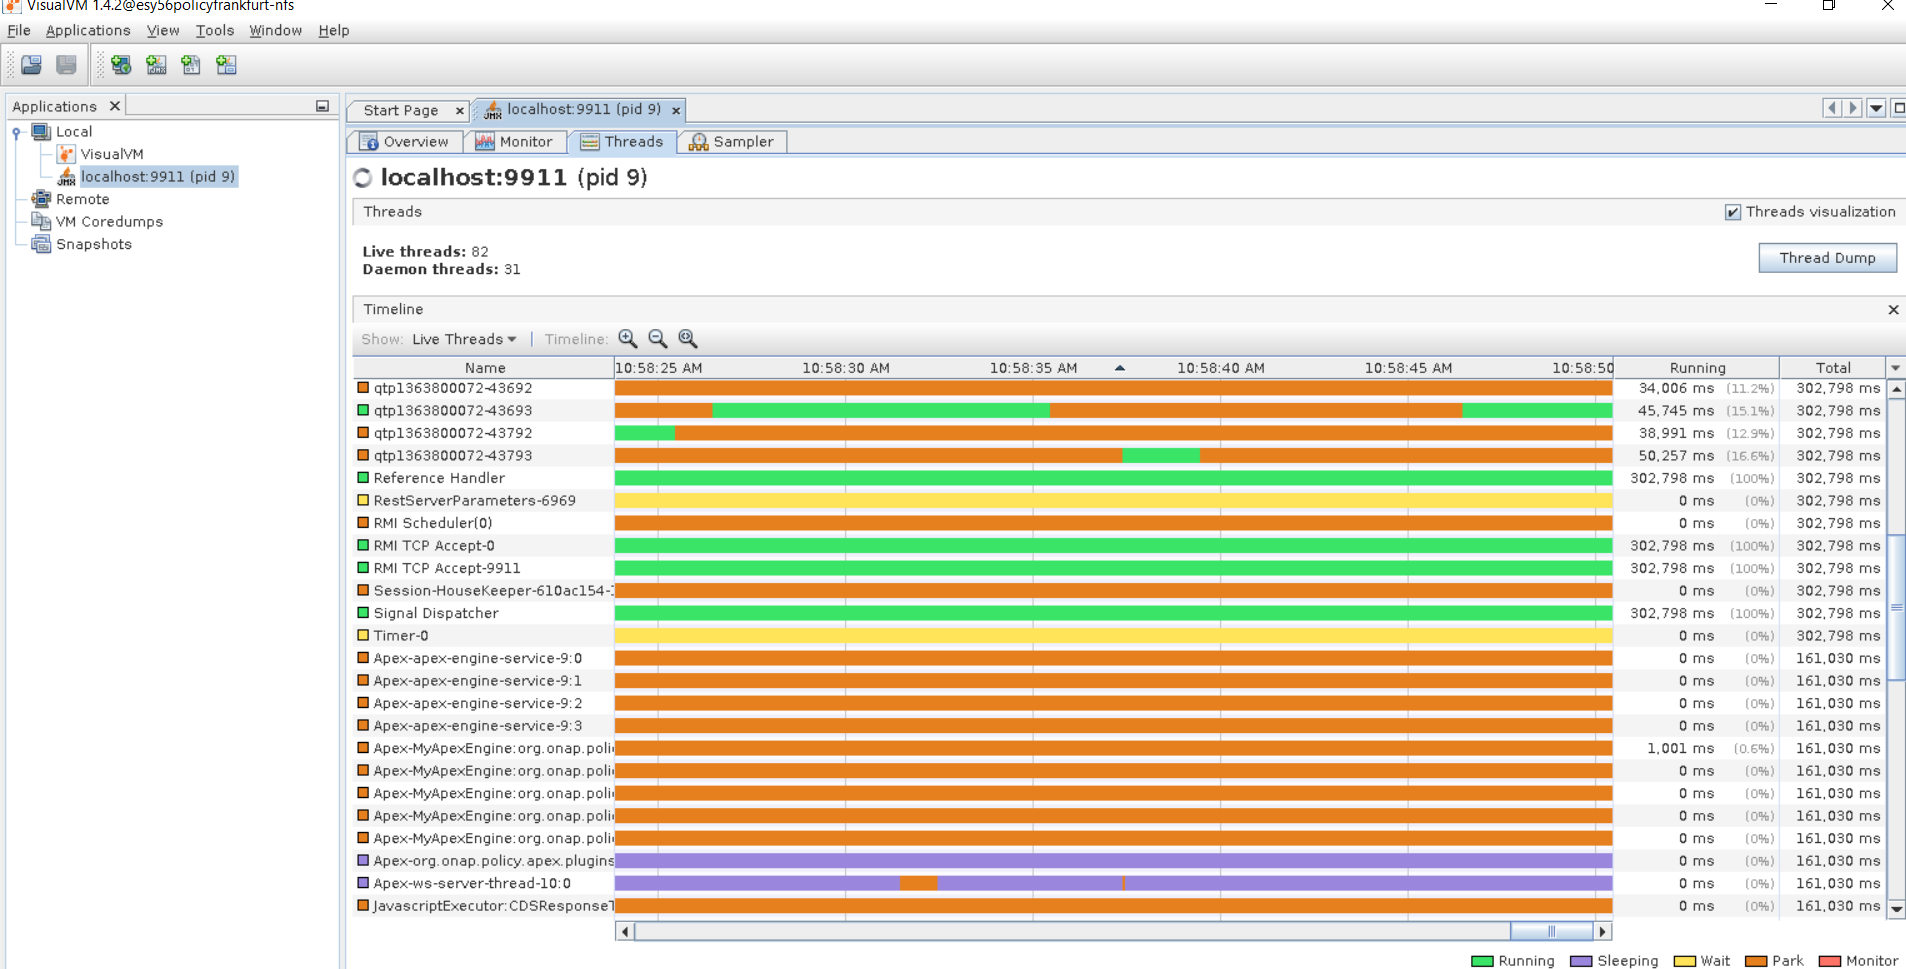 VisualVM 1.4.2@esy56policyfrankfurt-nfs
File Applications View Tools Window Help
Applications
Local
VisualVM
localhost:9911 (pid 9)
Remote
VM Coredumps
Snapshots
Start Page localhost:9911 (pid 9)
Overview Monitor Threads Sampler
localhost:9911 (pid 9)
Threads Threads visualization
Live threads: 82
Daemon threads: 31
Thread Dump
Timeline
Show: Live Threads Timeline:
Name 10:58:25 AM 10:58:30 AM 10:58:35 AM 10:58:40 AM 10:58:45 AM 10:58:50 Running Total
qtp1363800072-43692 34,006 ms (11.2%) 302,798 ms
qtp1363800072-43693 45,745 ms (15.1%) 302,798 ms
qtp1363800072-43792 38,991 ms (12.9%) 302,798 ms
qtp1363800072-43793 50,257 ms (16.6%) 302,798 ms
Reference Handler 302,798 ms (100%) 302,798 ms
RestServerParameters-6969 0 ms (0%) 302,798 ms
RMI Scheduler(0) 0 ms (0%) 302,798 ms
RMI TCP Accept-0 302,798 ms (100%) 302,798 ms
RMI TCP Accept-9911 302,798 ms (100%) 302,798 ms
Session-HouseKeeper-610ac154- 0 ms (0%) 302,798 ms
Signal Dispatcher 302,798 ms (100%) 302,798 ms
Timer-0 0 ms (0%) 302,798 ms
Apex-apex-engine-service-9:0 0 ms (0%) 161,030 ms
Apex-apex-engine-service-9:1 0 ms (0%) 161,030 ms
Apex-apex-engine-service-9:2 0 ms (0%) 161,030 ms
Apex-apex-engine-service-9:3 0 ms (0%) 161,030 ms
Apex-MyApexEngine:org.onap.poli 1,001 ms (0.6%) 161,030 ms
Apex-MyApexEngine:org.onap.poli 0 ms (0%) 161,030 ms
Apex-MyApexEngine:org.onap.poli 0 ms (0%) 161,030 ms
Apex-MyApexEngine:org.onap.poli 0 ms (0%) 161,030 ms
Apex-MyApexEngine:org.onap.poli 0 ms (0%) 161,030 ms
Apex-org.onap.policy.apex.plugins 0 ms (0%) 161,030 ms
Apex-ws-server-thread-10:0 0 ms (0%) 161,030 ms
JavascriptExecutor:CDSResponseT 0 ms (0%) 161,030 ms
Running Sleeping Wait Park Monitor